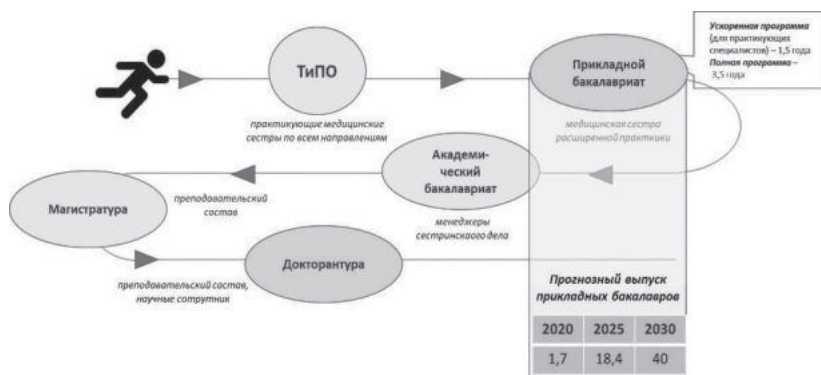 ТиПО
практикующие медицинские
сестры по всем направлениям
Прикладной
бакалавриат
медицинская сестра
расширенной практики
Ускоренная программа
(для практикующих
специалистов) – 1,5 года
Полная программа –
3,5 года
Академи-
ческий
бакалавриат
менеджеры
сестринского дела
преподавательский
состав
Магистратура
преподавательский состав,
научные сотрутник
Докторантура
Прогнозный выпуск
прикладных бакалавров
2020 2025 2030
1,7 18,4 40